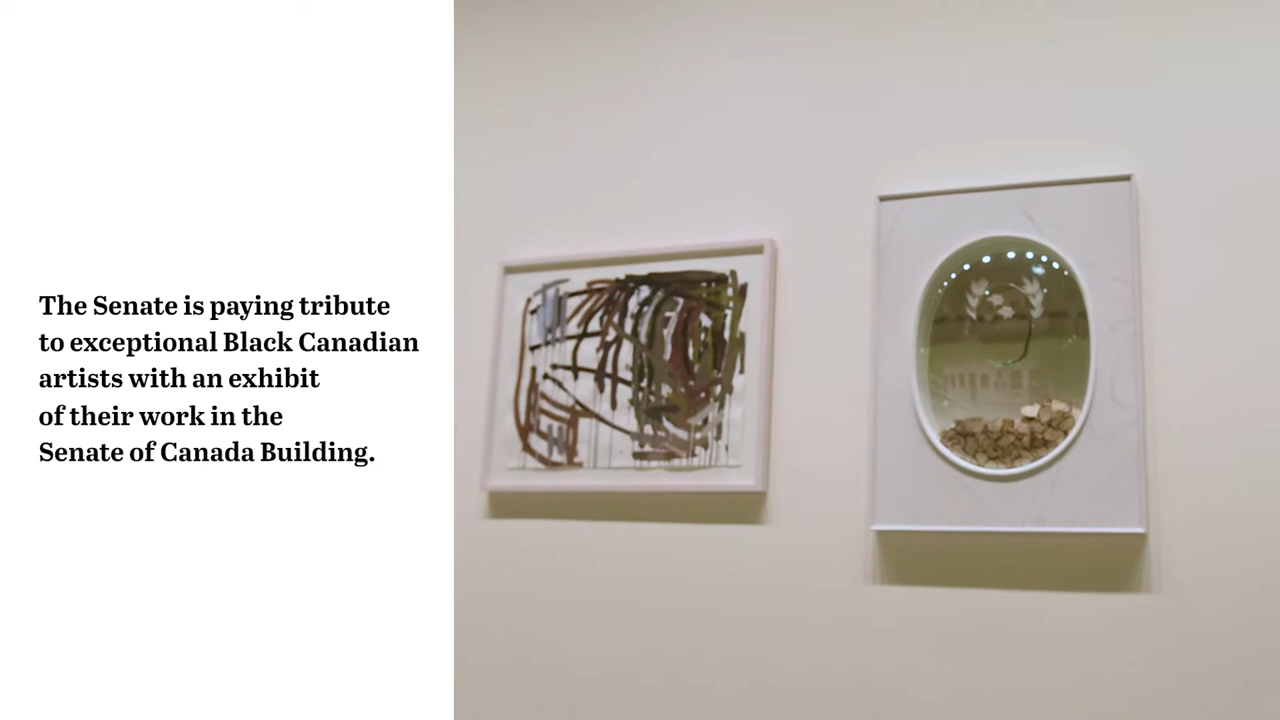 The Senate is paying tribute
to exceptional Black Canadian
artists with an exhibit
of their work in the
Senate of Canada Building.